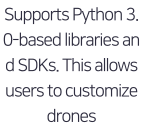 Supports Python 3.
0-based libraries an
d SDKs. This allows
users to customize
drones